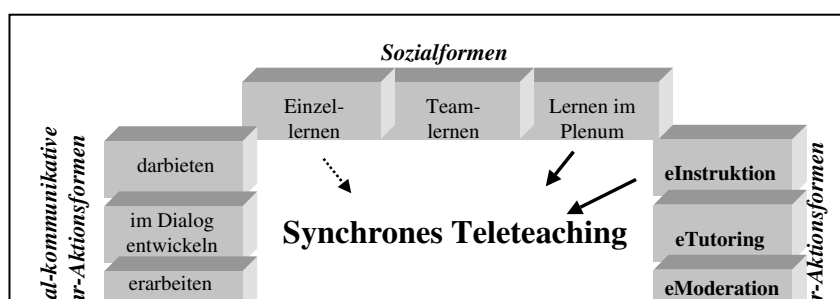 Sozialformen
Einzel-
lernen
Team-
lernen
Lernen im
Plenum
darbieten
im Dialog
entwickeln
erarbeiten
Synchrones Teleteaching
eInstruktion
eTutoring
eModeration
al-kommunikative
hr-Aktionsformen
r-Aktionsformen